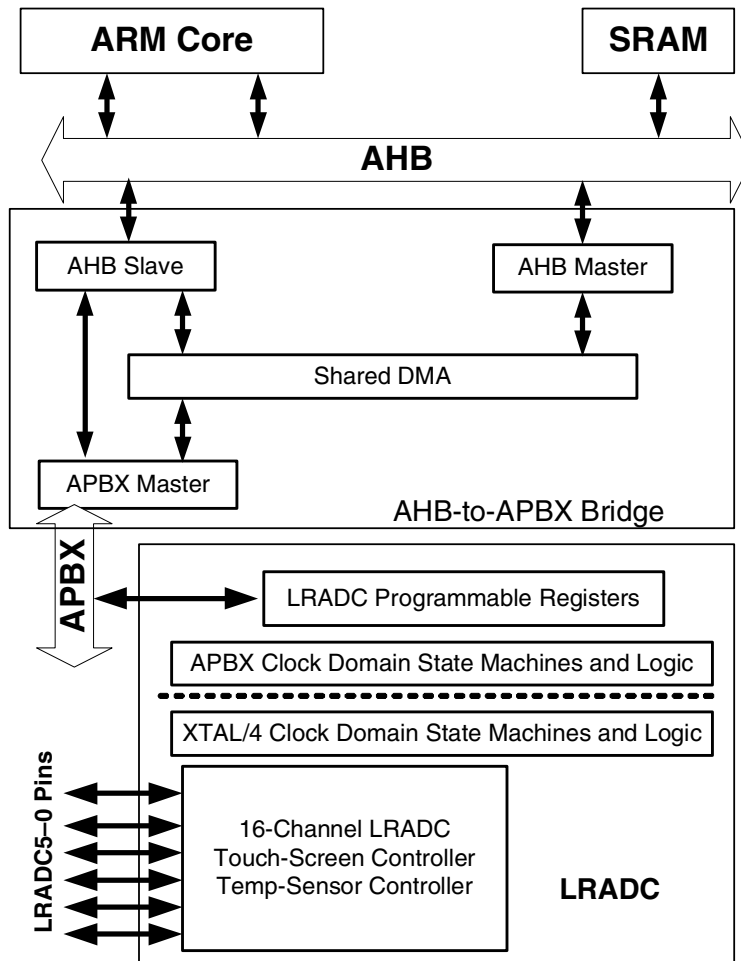 ARM Core
SRAM
AHB
AHB Slave
AHB Master
Shared DMA
APBX Master
AHB-to-APBX Bridge
APBX
LRADC Programmable Registers
APBX Clock Domain State Machines and Logic
XTAL/4 Clock Domain State Machines and Logic
LRADC5–0 Pins
16-Channel LRADC
Touch-Screen Controller
Temp-Sensor Controller
LRADC